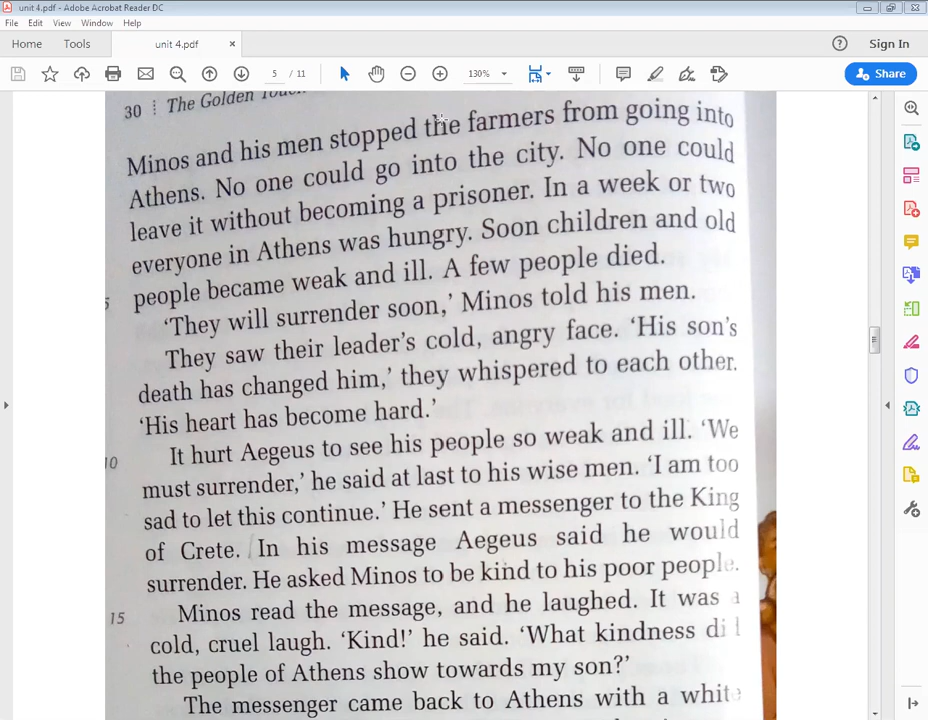 unit 4.pdf - Adobe Acrobat Reader DC
File Edit View Window Help
Home Tools unit 4.pdf × Sign In
5 / 11 130% Share
30 The Golden Touch
Minos and his men stopped the farmers from going into
Athens. No one could go into the city. No one could
leave it without becoming a prisoner. In a week or two
everyone in Athens was hungry. Soon children and old
5 people became weak and ill. A few people died.
‘They will surrender soon,’ Minos told his men.
They saw their leader’s cold, angry face. ‘His son’s
death has changed him,’ they whispered to each other.
‘His heart has become hard.’
10 It hurt Aegeus to see his people so weak and ill. ‘We
must surrender,’ he said at last to his wise men. ‘I am too
sad to let this continue.’ He sent a messenger to the King
of Crete. In his message Aegeus said he would
surrender. He asked Minos to be kind to his poor people.
15 Minos read the message, and he laughed. It was a
cold, cruel laugh. ‘Kind!’ he said. ‘What kindness did
the people of Athens show towards my son?’
The messenger came back to Athens with a white